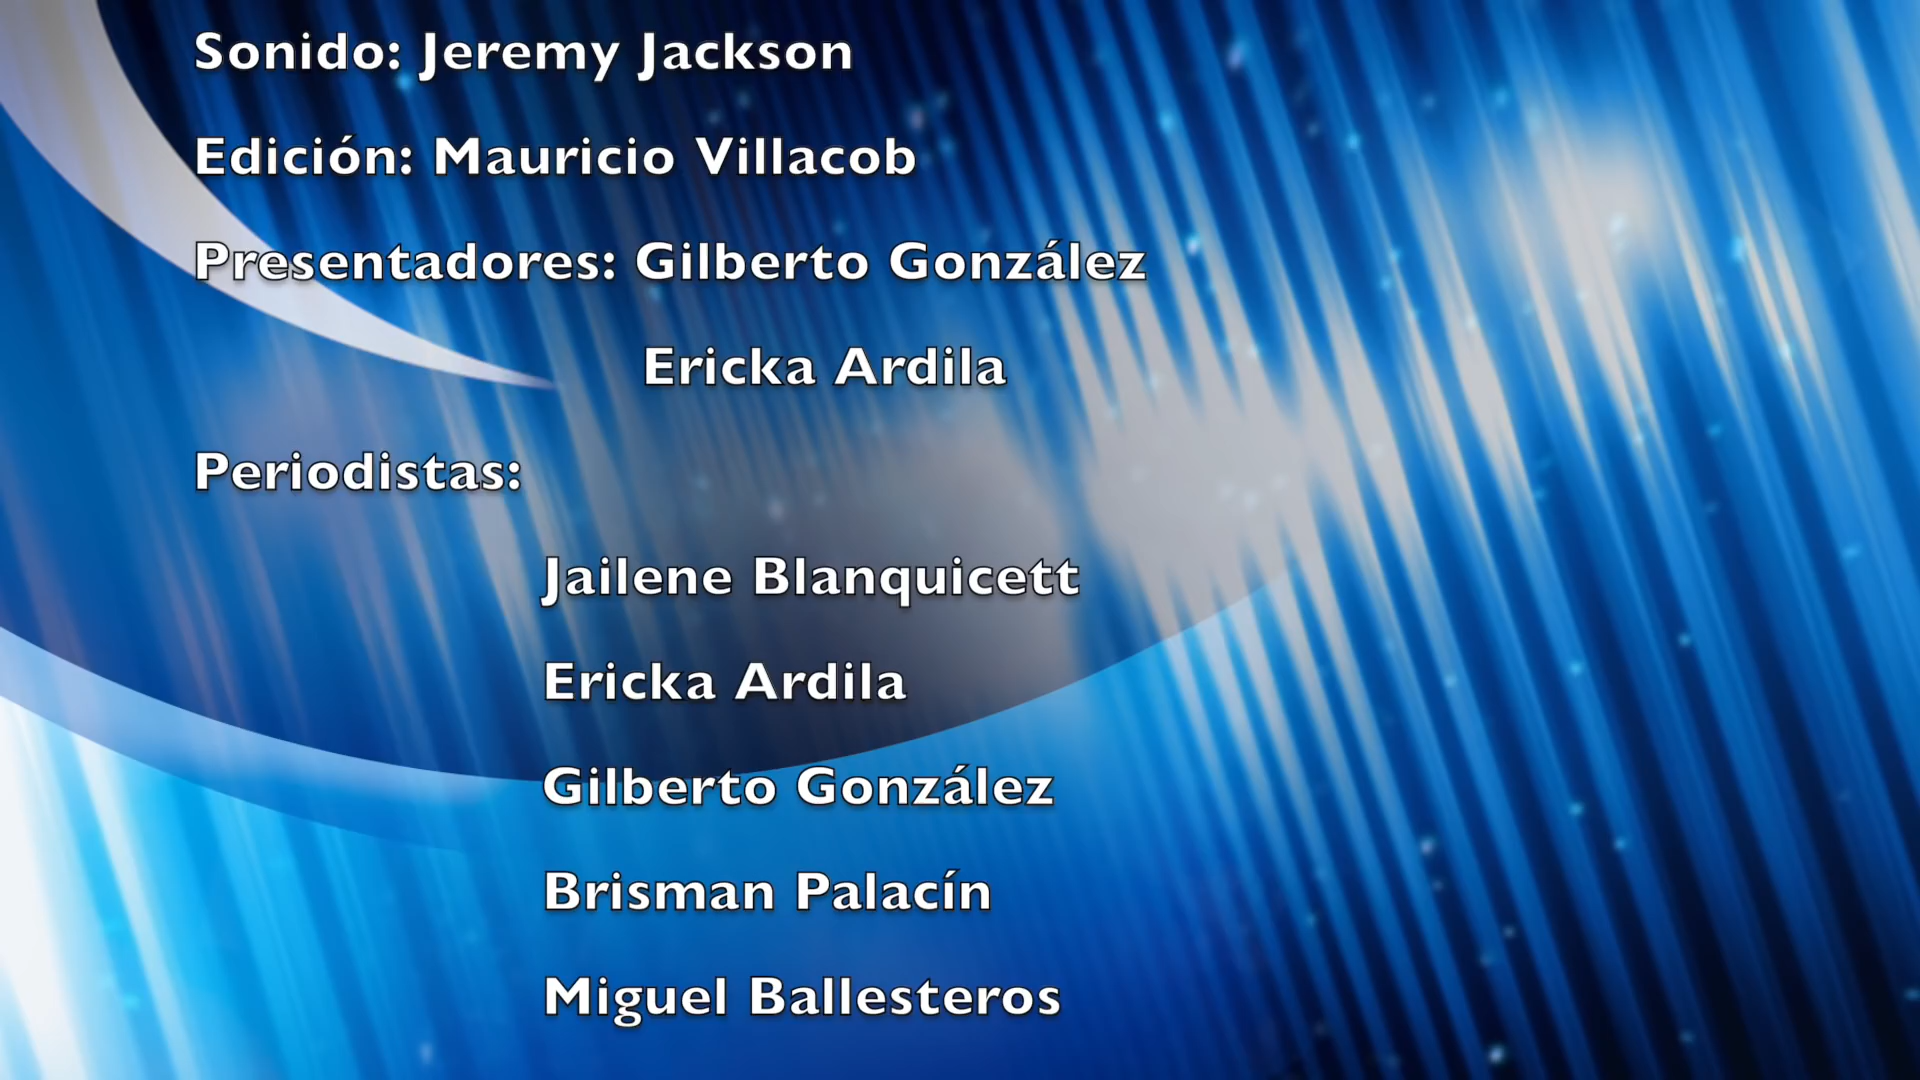 Sonido: Jeremy Jackson
Edición: Mauricio Villacob
Presentadores: Gilberto González
Ericka Ardila
Periodistas:
Jailene Blanquicett
Ericka Ardila
Gilberto González
Brisman Palacín
Miguel Ballesteros